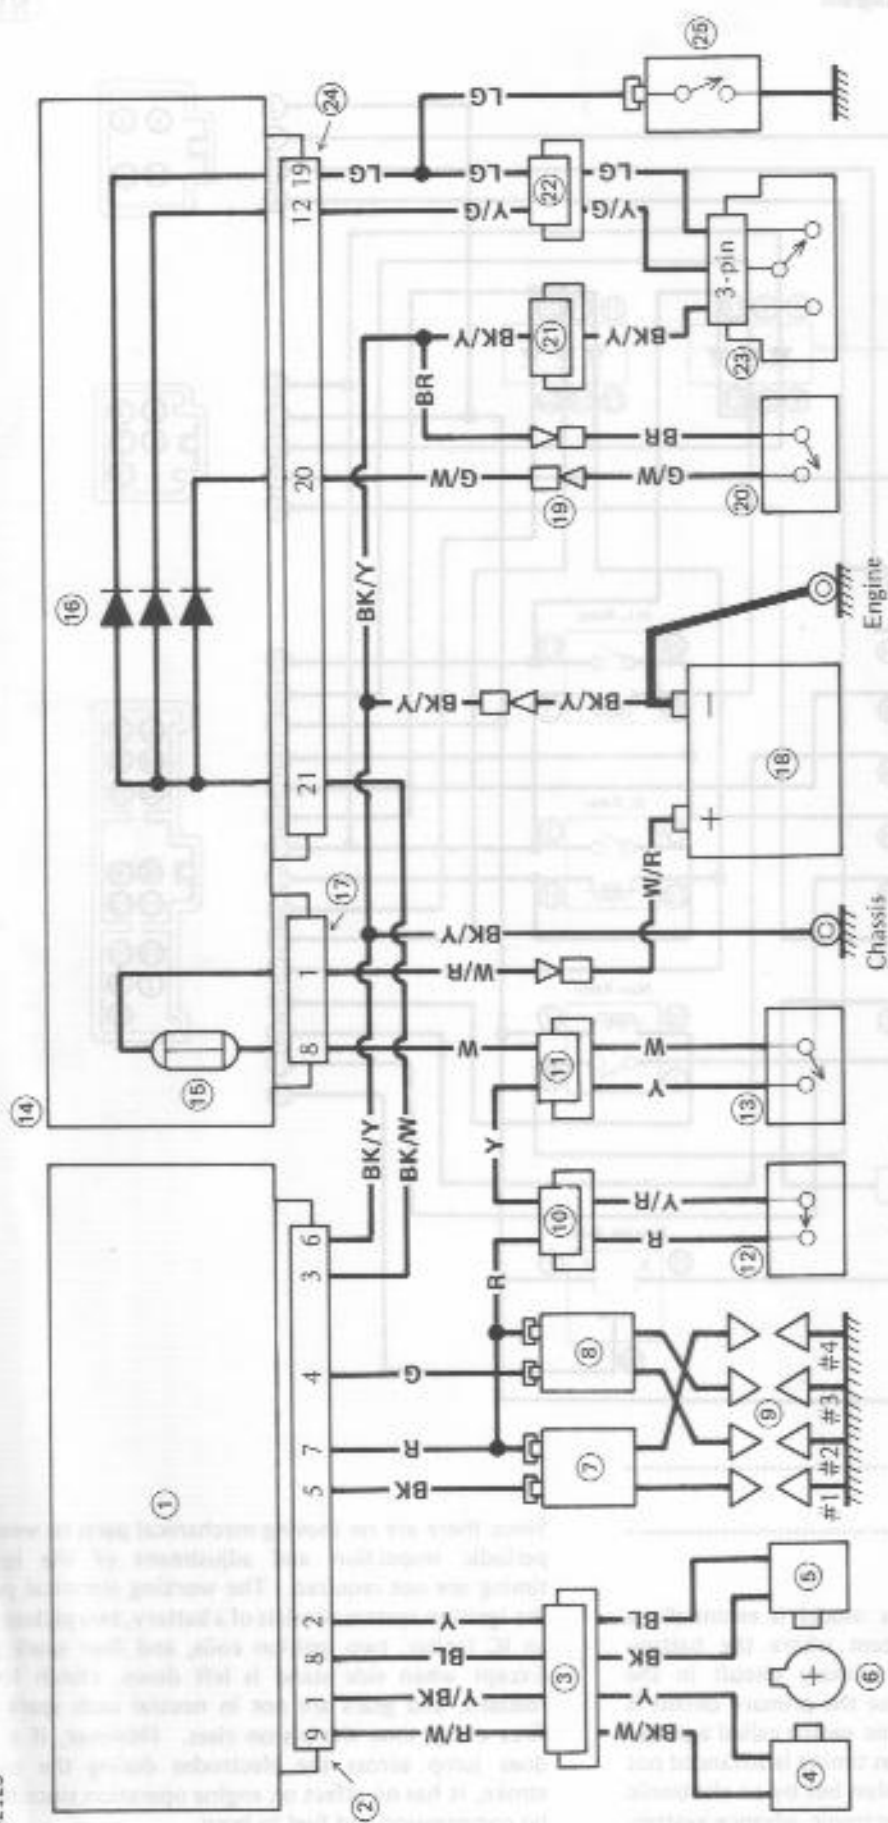 14
1
16
15
2
9 1 8 2
5 7 4
3 6
8 1
17
21
20
12 19
24
R/W
Y/BK
BL
Y
BK
R
G
BK/W
BK/Y
W
W/R
BK/Y
BK/Y
G/W
BR
BK/Y
Y/G
LG
LG
LG
R
Y
3
7
8
10
11
BK/Y
19
21
22
BK/W
Y
BK
BL
R
Y/R
Y
W
BK/Y
W/R
G/W
BR
BK/Y
Y/G
LG
4
6
5
9
#1 #2 #3 #4
12
13
+
−
18
20
23
3-pin
25
Chassis
Engine